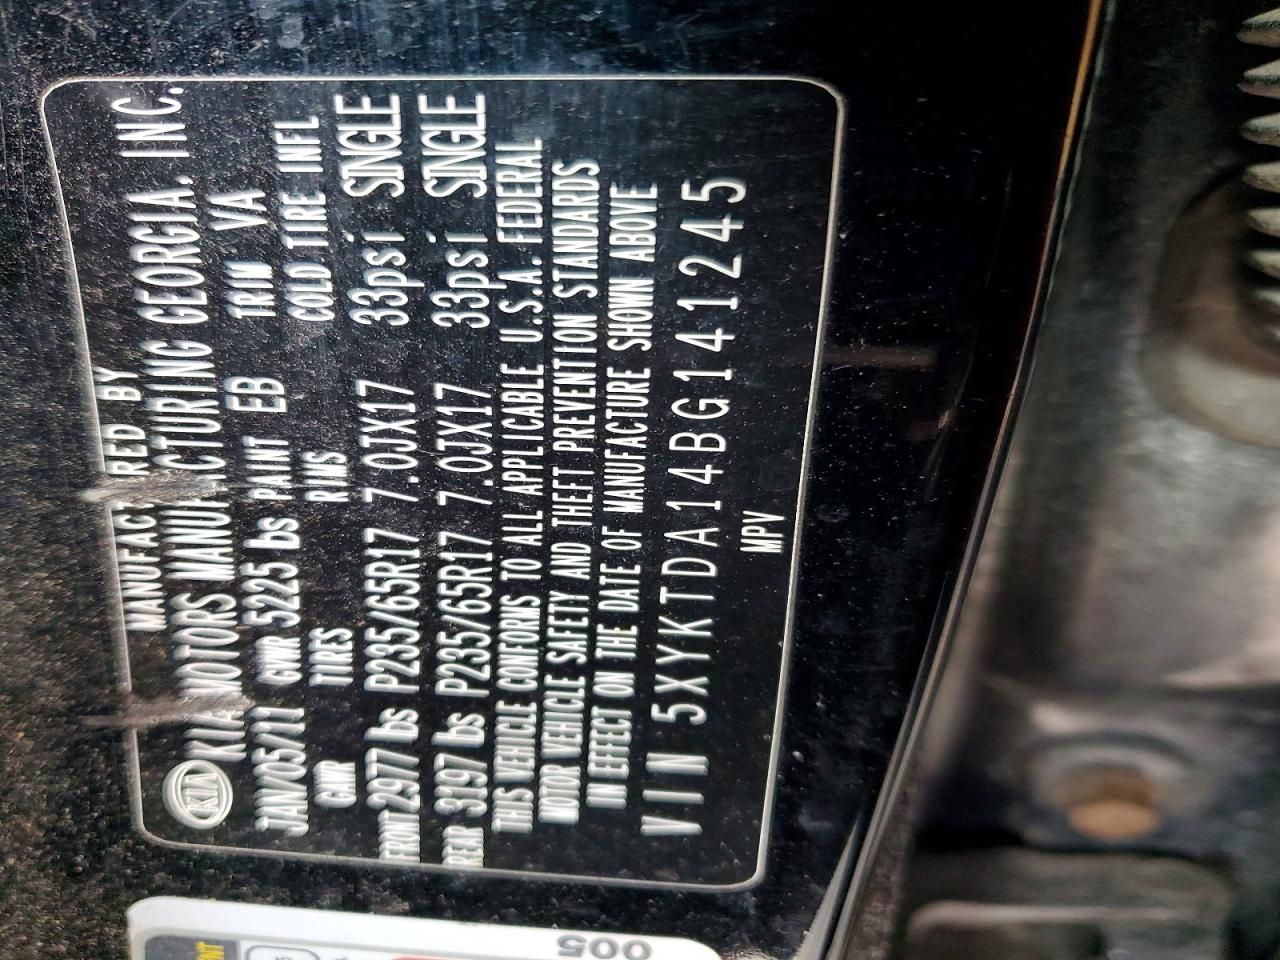 MANUFACTURED BY
KIA KIA MOTORS MANUFACTURING GEORGIA, INC.
JAN/05/11 GVWR 5225 lbs PAINT EB TRIM VA
GAWR TIRES RIMS COLD TIRE INFL
FRONT 2977 lbs P235/65R17 7.0JX17 33psi SINGLE
REAR 3197 lbs P235/65R17 7.0JX17 33psi SINGLE
THIS VEHICLE CONFORMS TO ALL APPLICABLE U.S.A. FEDERAL
MOTOR VEHICLE SAFETY AND THEFT PREVENTION STANDARDS
IN EFFECT ON THE DATE OF MANUFACTURE SHOWN ABOVE
VIN 5XYKTDA14BG141245
MPV
005